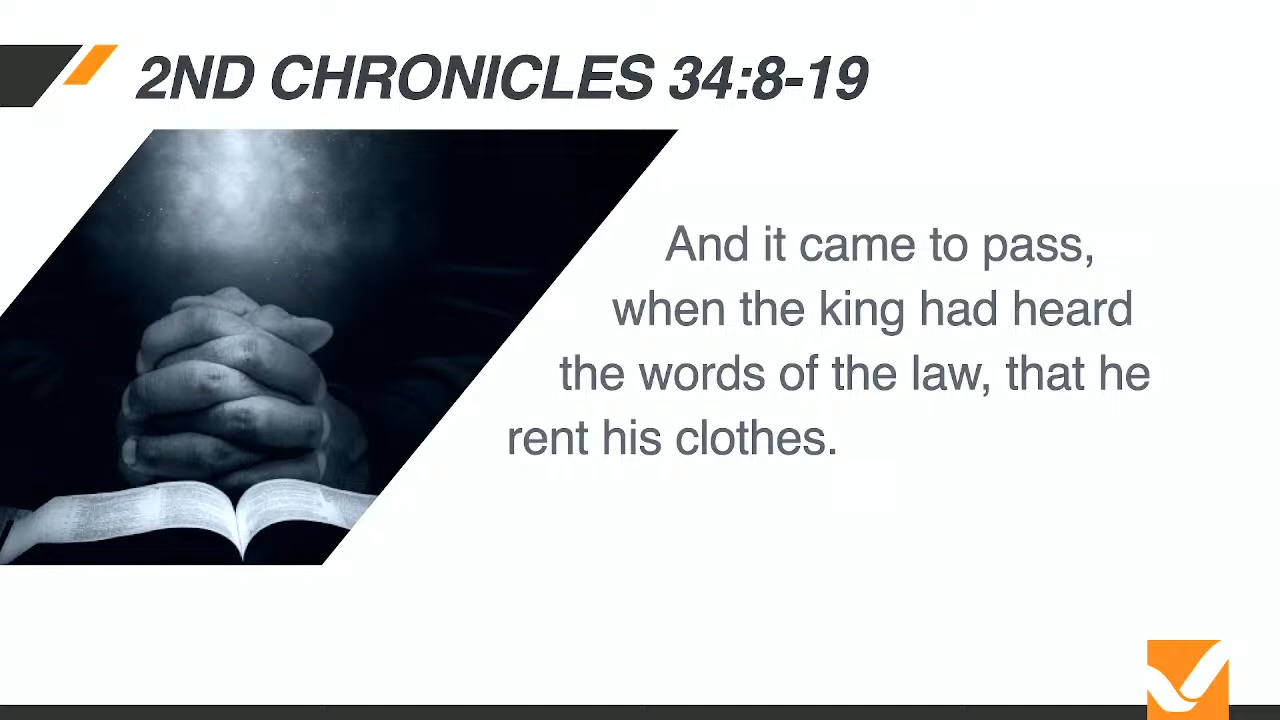 2ND CHRONICLES 34:8-19
And it came to pass,
when the king had heard
the words of the law, that he
rent his clothes.